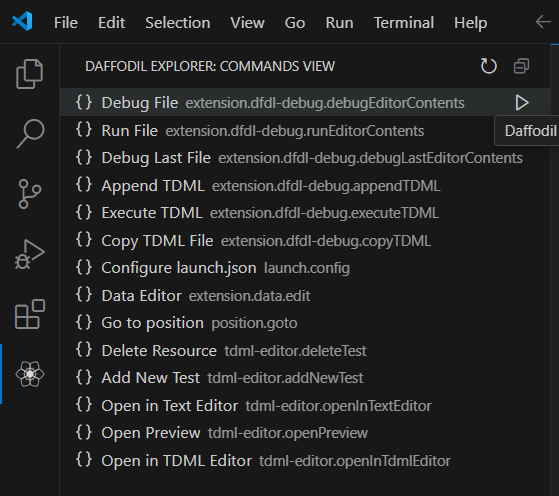 File Edit Selection View Go Run Terminal Help
DAFFODIL EXPLORER: COMMANDS VIEW
{} Debug File extension.dfdl-debug.debugEditorContents
{} Run File extension.dfdl-debug.runEditorContents
Daffodil
{} Debug Last File extension.dfdl-debug.debugLastEditorContents
{} Append TDML extension.dfdl-debug.appendTDML
{} Execute TDML extension.dfdl-debug.executeTDML
{} Copy TDML File extension.dfdl-debug.copyTDML
{} Configure launch.json launch.config
{} Data Editor extension.data.edit
{} Go to position position.goto
{} Delete Resource tdml-editor.deleteTest
{} Add New Test tdml-editor.addNewTest
{} Open in Text Editor tdml-editor.openInTextEditor
{} Open Preview tdml-editor.openPreview
{} Open in TDML Editor tdml-editor.openInTdmlEditor